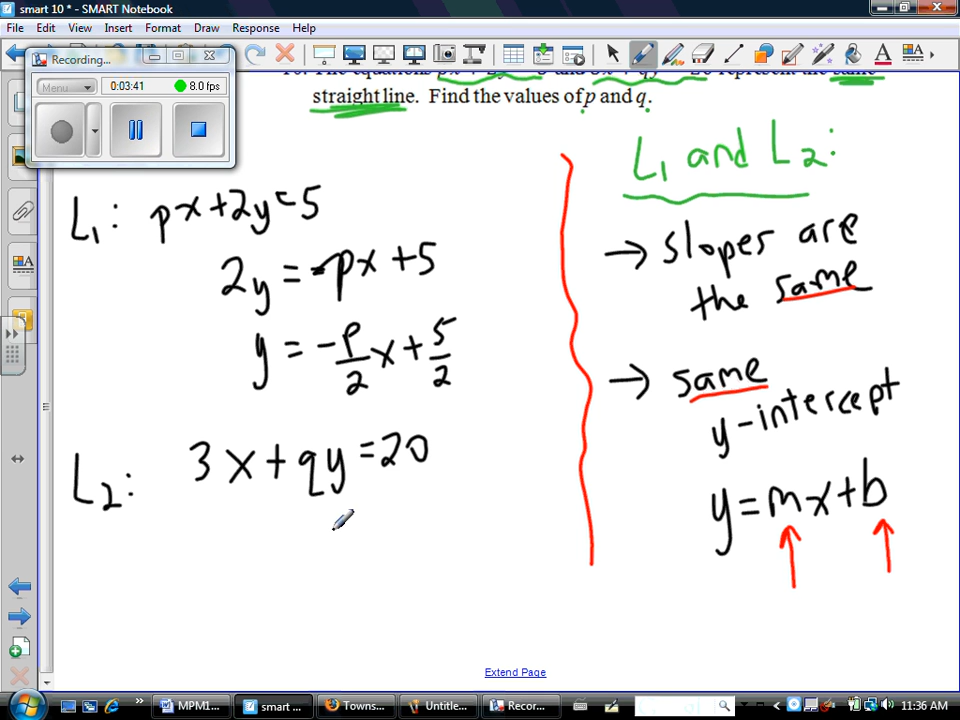 smart 10 * - SMART Notebook
File Edit View Insert Format Draw Response Help
Recording...
Menu 00:03:41 8.0 fps
straight line. Find the values of p and q.
L₁ and L₂:
L₁: px+2y=5
2y = -px +5
y = -p/2 x + 5/2
→ slopes are
the same
→ same
y-intercept
y=mx+b
L₂: 3x+qy=20
Extend Page
MPM1... smart ... Towns... Untitle... Recor... 11:36 AM